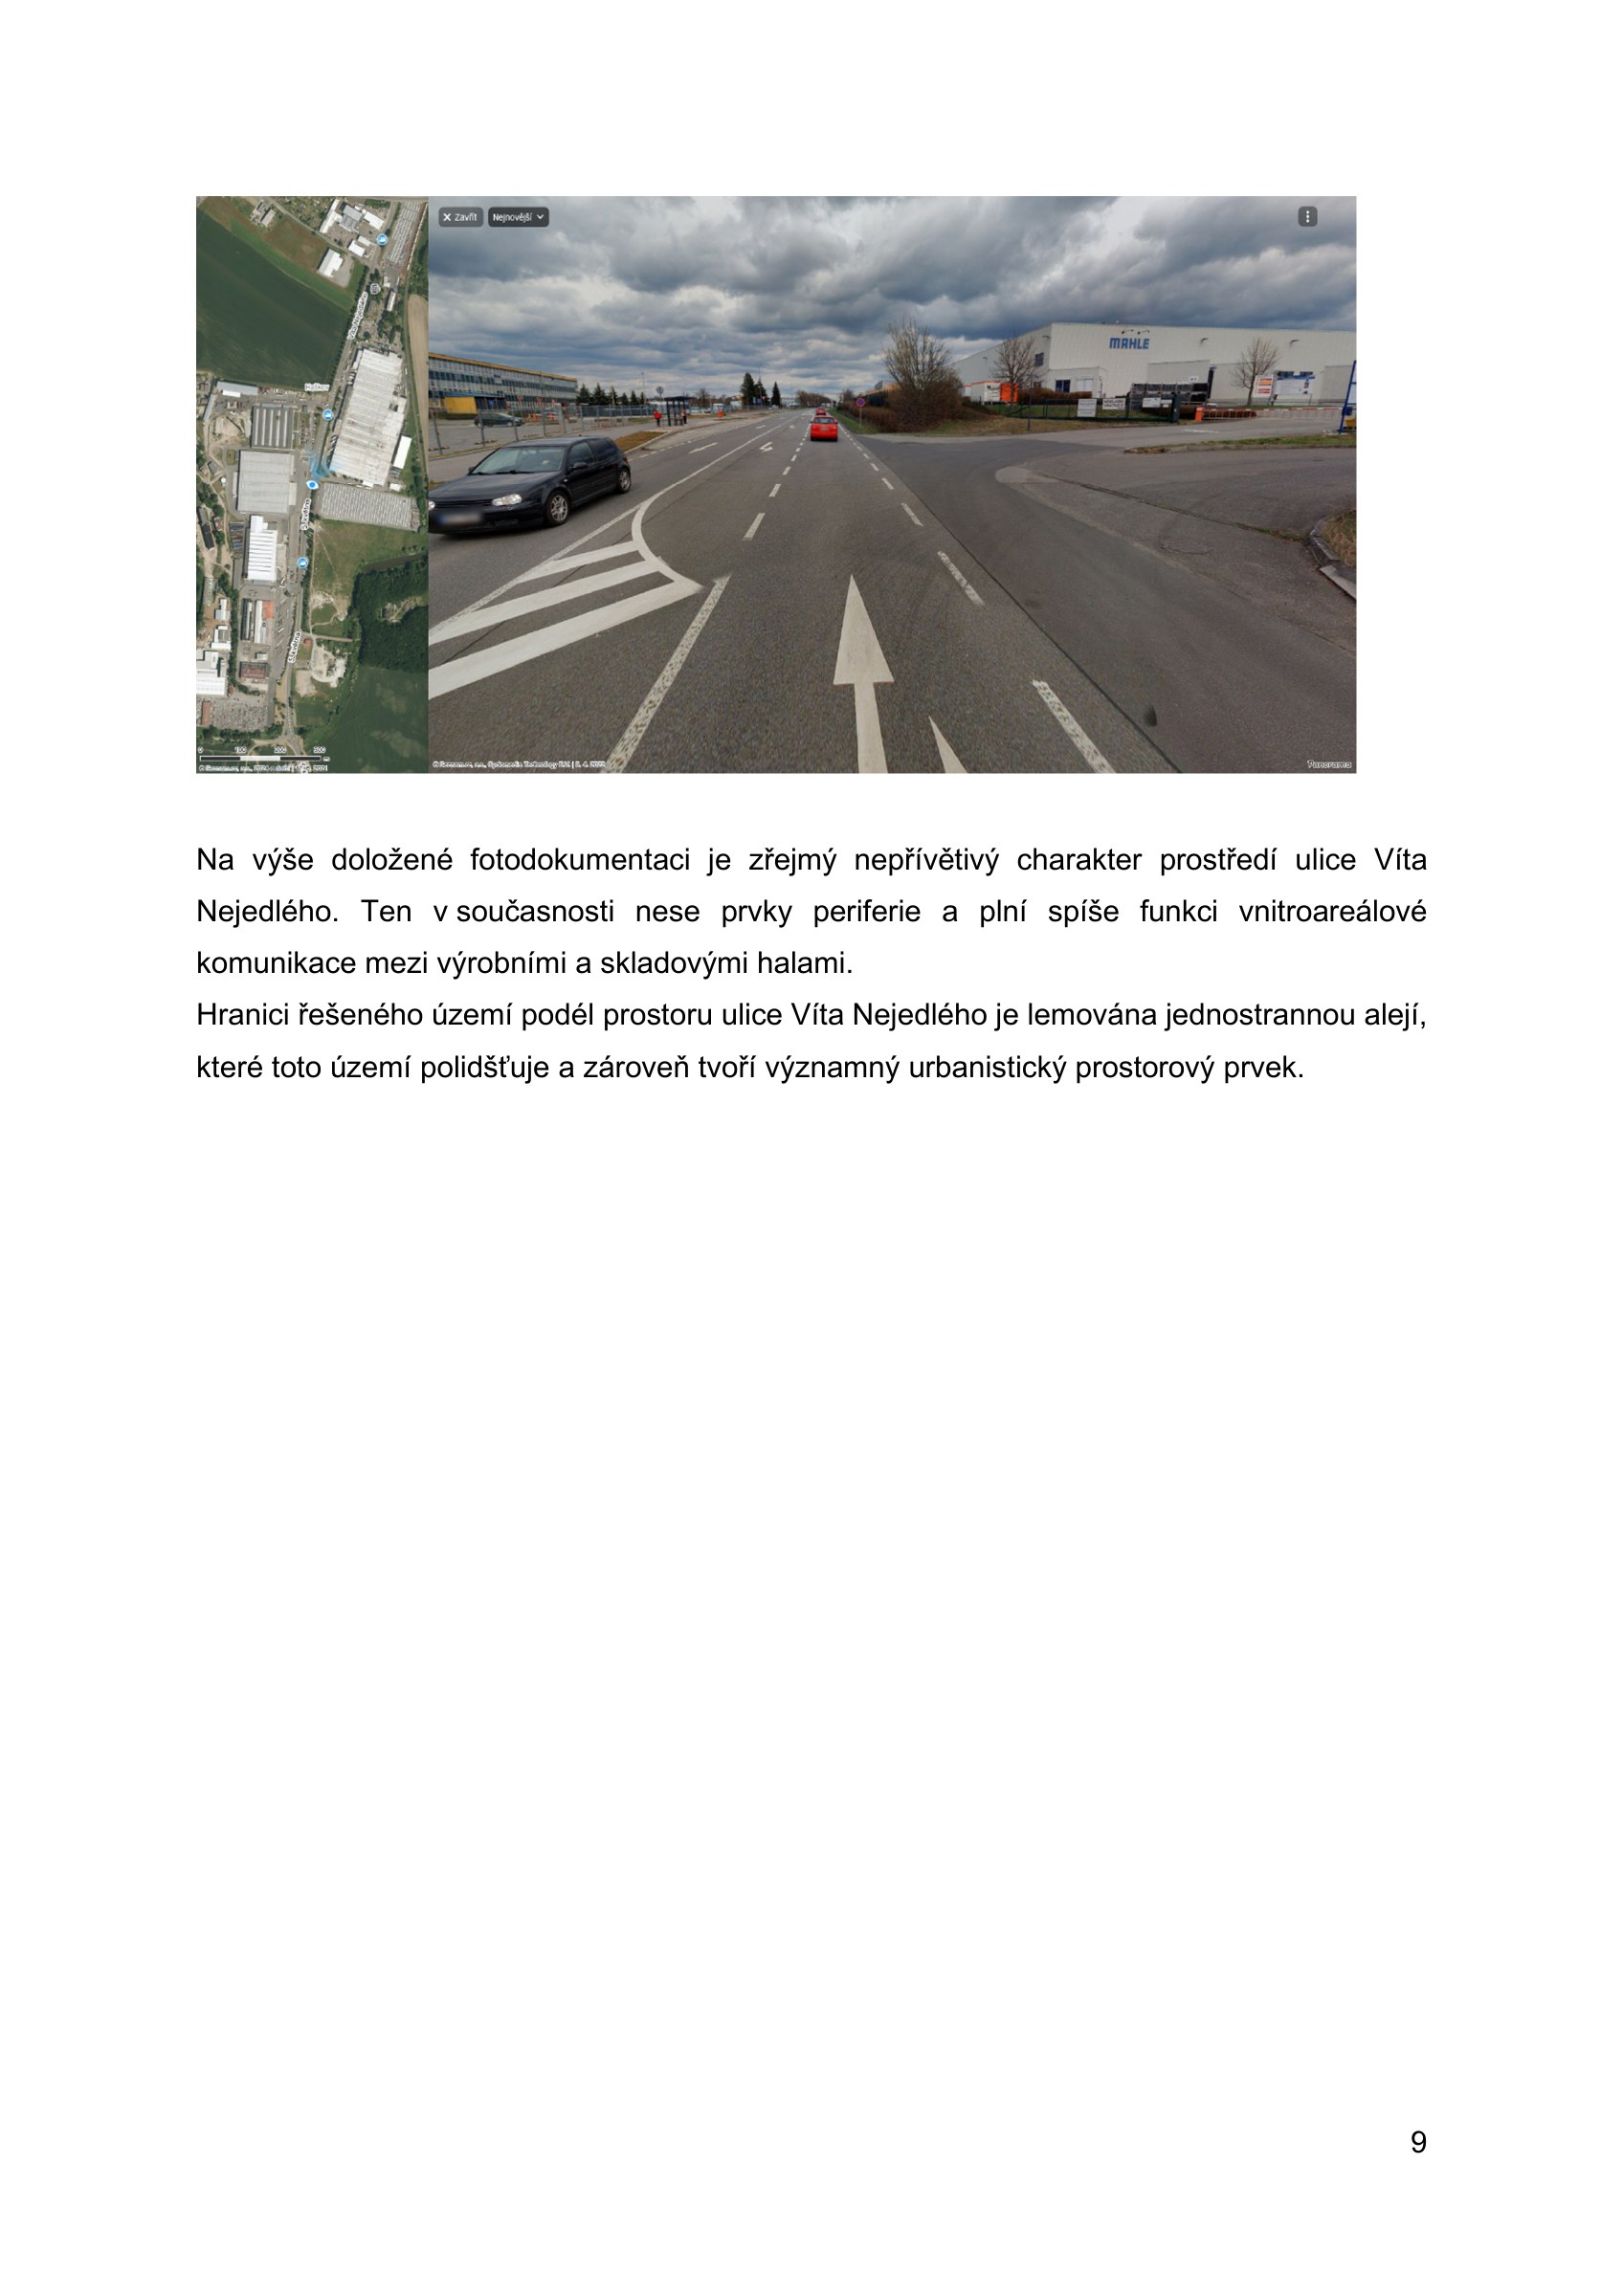 Zavřít
Nejnovější
MAHLE
Panorama
Na výše doložené fotodokumentaci je zřejmý nepřívětivý charakter prostředí ulice Víta
Nejedlého. Ten v současnosti nese prvky periferie a plní spíše funkci vnitroareálové
komunikace mezi výrobními a skladovými halami.
Hranici řešeného území podél prostoru ulice Víta Nejedlého je lemována jednostrannou alejí,
které toto území polidšťuje a zároveň tvoří významný urbanistický prostorový prvek.
9